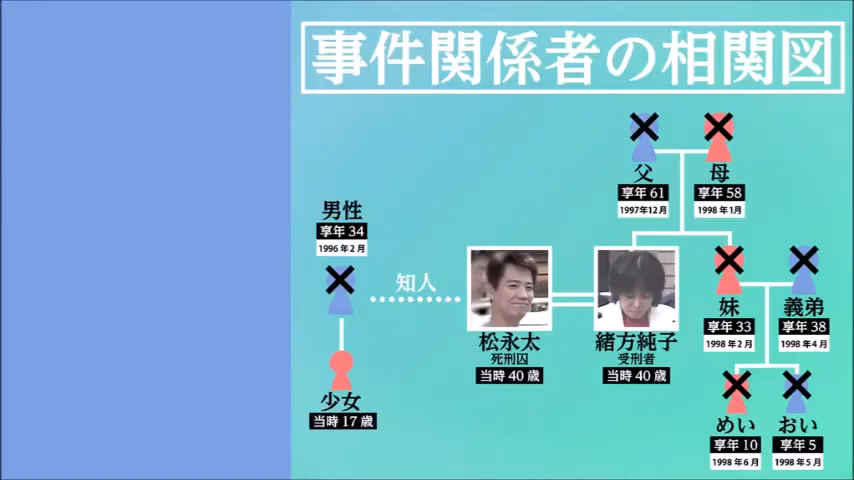 事件関係者の相関図
父
享年 61
1997年12月
母
享年 58
1998年1月
男性
享年 34
1996年2月
知人
松永太
死刑囚
当時 40 歳
緒方純子
受刑者
当時 40 歳
妹
享年 33
1998年2月
義弟
享年 38
1998年4月
少女
当時 17 歳
めい
享年 10
1998年6月
おい
享年 5
1998年5月